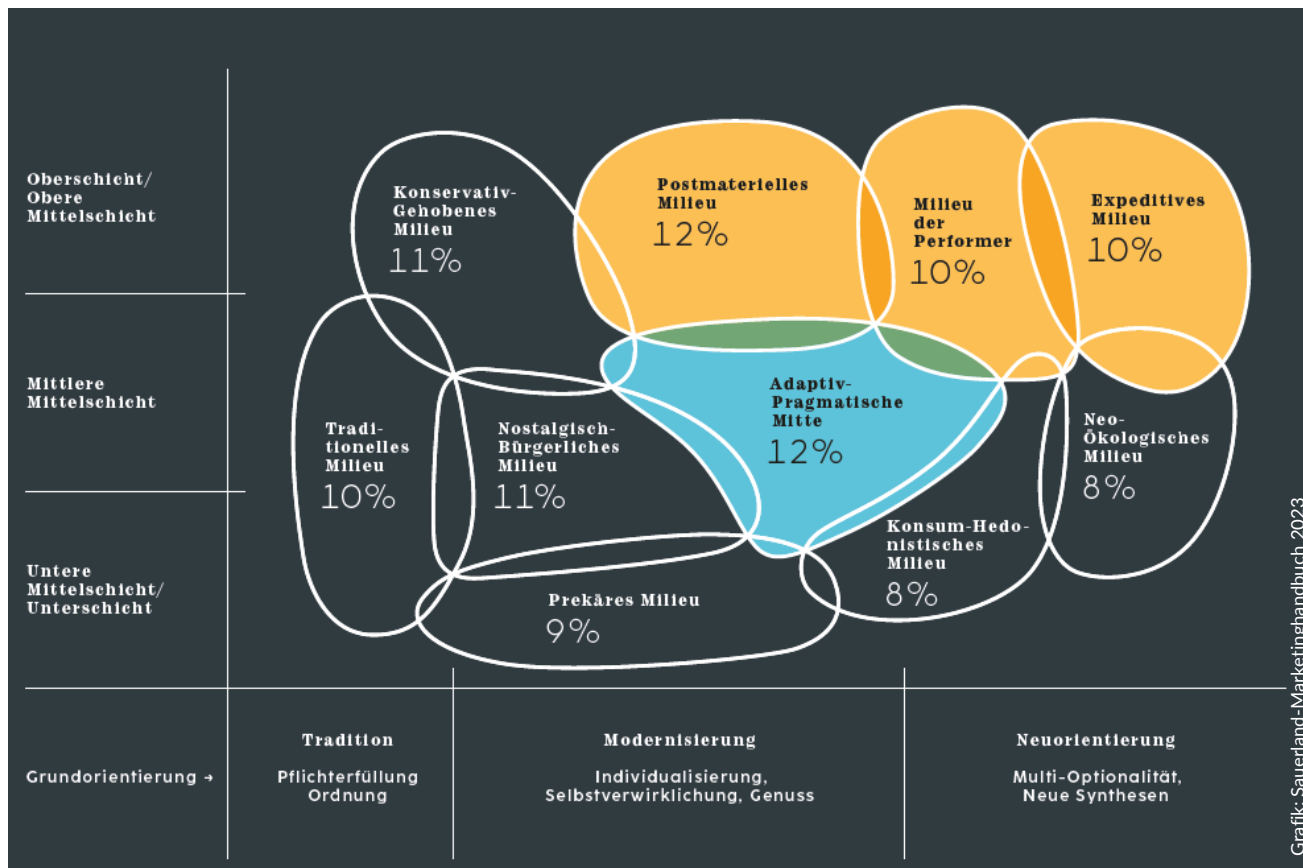 Oberschicht/
Obere
Mittelschicht
Mittlere
Mittelschicht
Untere
Mittelschicht/
Unterschicht
Konservativ-
Gehobenes
Milieu
11%
Postmaterielles
Milieu
12%
Milieu
der
Performer
10%
Expeditives
Milieu
10%
Tradi-
tionelles
Milieu
10%
Nostalgisch-
Bürgerliches
Milieu
11%
Adaptiv-
Pragmatische
Mitte
12%
Neo-
Ökologisches
Milieu
8%
Konsum-Hedo-
nistisches
Milieu
8%
Prekäres Milieu
9%
Grundorientierung →
Tradition
Pflichterfüllung
Ordnung
Modernisierung
Individualisierung,
Selbstverwirklichung, Genuss
Neuorientierung
Multi-Optionalität,
Neue Synthesen
Grafik: Sauerland-Marketinghandbuch 2023